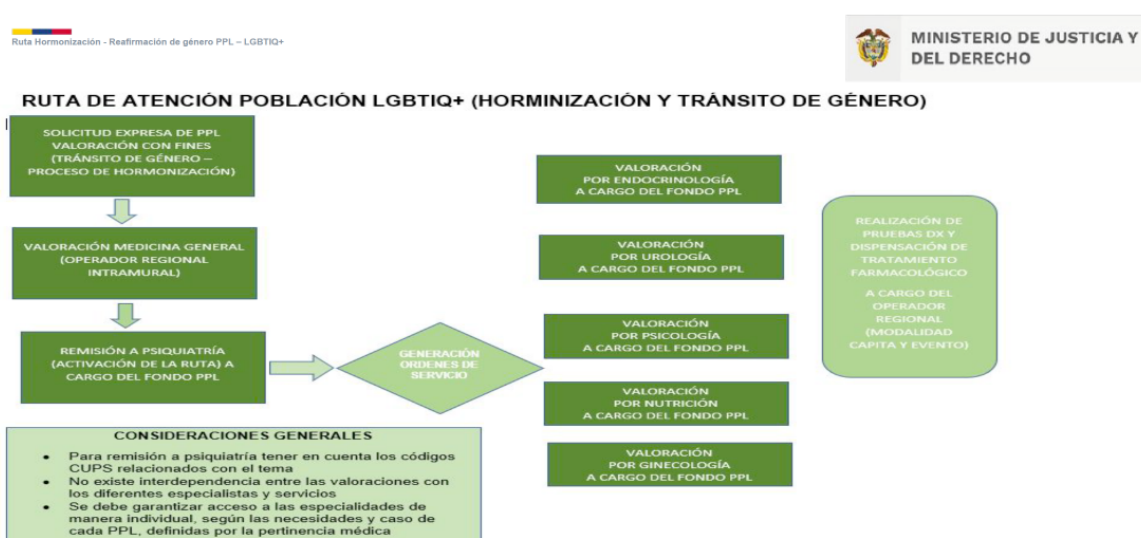 Ruta Hormonización - Reafirmación de género PPL – LGBTIQ+
MINISTERIO DE JUSTICIA Y
DEL DERECHO
RUTA DE ATENCIÓN POBLACIÓN LGBTIQ+ (HORMINIZACIÓN Y TRÁNSITO DE GÉNERO)
SOLICITUD EXPRESA DE PPL
VALORACIÓN CON FINES
(TRÁNSITO DE GÉNERO –
PROCESO DE HORMONIZACIÓN)
VALORACIÓN MEDICINA GENERAL
(OPERADOR REGIONAL
INTRAMURAL)
REMISIÓN A PSIQUIATRÍA
(ACTIVACIÓN DE LA RUTA) A
CARGO DEL FONDO PPL
GENERACIÓN
ORDENES DE
SERVICIO
VALORACIÓN
POR ENDOCRINOLOGÍA
A CARGO DEL FONDO PPL
VALORACIÓN
POR UROLOGÍA
A CARGO DEL FONDO PPL
VALORACIÓN
POR PSICOLOGÍA
A CARGO DEL FONDO PPL
VALORACIÓN
POR NUTRICIÓN
A CARGO DEL FONDO PPL
VALORACIÓN
POR GINECOLOGÍA
A CARGO DEL FONDO PPL
REALIZACIÓN DE
PRUEBAS DX Y
DISPENSACIÓN DE
TRATAMIENTO
FARMACOLÓGICO
A CARGO DEL
OPERADOR
REGIONAL
(MODALIDAD
CAPITA Y EVENTO)
CONSIDERACIONES GENERALES
• Para remisión a psiquiatría tener en cuenta los códigos
CUPS relacionados con el tema
• No existe interdependencia entre las valoraciones con
los diferentes especialistas y servicios
• Se debe garantizar acceso a las especialidades de
manera individual, según las necesidades y caso de
cada PPL, definidas por la pertinencia médica